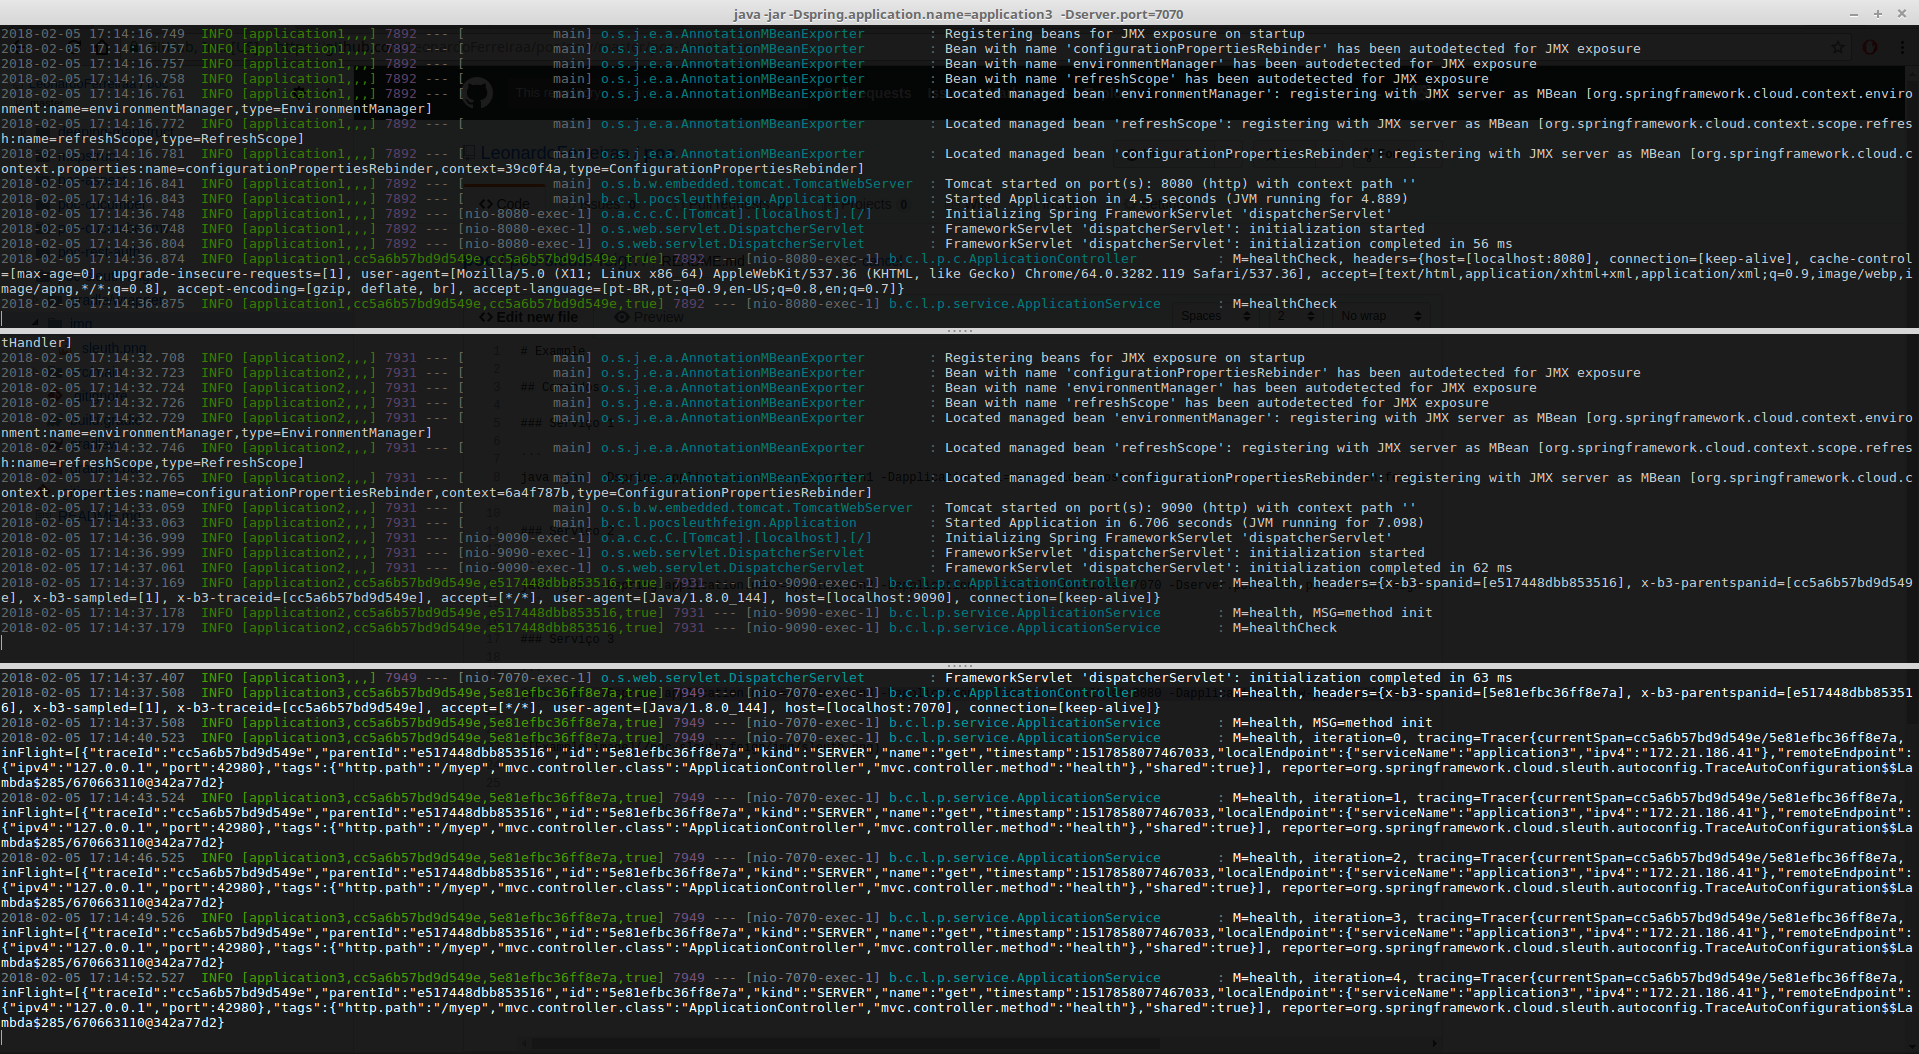 java -jar -Dspring.application.name=application3  -Dserver.port=7070
2018-02-05 17:14:16.749  INFO [application1,,,] 7892 --- [           main] o.s.j.e.a.AnnotationMBeanExporter        : Registering beans for JMX exposure on startup
2018-02-05 17:14:16.757  INFO [application1,,,] 7892 --- [           main] o.s.j.e.a.AnnotationMBeanExporter        : Bean with name 'configurationPropertiesRebinder' has been autodetected for JMX exposure
2018-02-05 17:14:16.757  INFO [application1,,,] 7892 --- [           main] o.s.j.e.a.AnnotationMBeanExporter        : Bean with name 'environmentManager' has been autodetected for JMX exposure
2018-02-05 17:14:16.758  INFO [application1,,,] 7892 --- [           main] o.s.j.e.a.AnnotationMBeanExporter        : Bean with name 'refreshScope' has been autodetected for JMX exposure
2018-02-05 17:14:16.761  INFO [application1,,,] 7892 --- [           main] o.s.j.e.a.AnnotationMBeanExporter        : Located managed bean 'environmentManager': registering with JMX server as MBean [org.springframework.cloud.context.enviro
nment:name=environmentManager,type=EnvironmentManager]
2018-02-05 17:14:16.772  INFO [application1,,,] 7892 --- [           main] o.s.j.e.a.AnnotationMBeanExporter        : Located managed bean 'refreshScope': registering with JMX server as MBean [org.springframework.cloud.context.scope.refres
h:name=refreshScope,type=RefreshScope]
2018-02-05 17:14:16.781  INFO [application1,,,] 7892 --- [           main] o.s.j.e.a.AnnotationMBeanExporter        : Located managed bean 'configurationPropertiesRebinder': registering with JMX server as MBean [org.springframework.cloud.c
ontext.properties:name=configurationPropertiesRebinder,context=39c0f4a,type=ConfigurationPropertiesRebinder]
2018-02-05 17:14:16.841  INFO [application1,,,] 7892 --- [           main] o.s.b.w.embedded.tomcat.TomcatWebServer  : Tomcat started on port(s): 8080 (http) with context path ''
2018-02-05 17:14:16.843  INFO [application1,,,] 7892 --- [           main] b.c.l.pocsleuthfeign.Application         : Started Application in 4.5 seconds (JVM running for 4.889)
2018-02-05 17:14:36.748  INFO [application1,,,] 7892 --- [nio-8080-exec-1] o.a.c.c.C.[Tomcat].[localhost].[/]       : Initializing Spring FrameworkServlet 'dispatcherServlet'
2018-02-05 17:14:36.748  INFO [application1,,,] 7892 --- [nio-8080-exec-1] o.s.web.servlet.DispatcherServlet        : FrameworkServlet 'dispatcherServlet': initialization started
2018-02-05 17:14:36.804  INFO [application1,,,] 7892 --- [nio-8080-exec-1] o.s.web.servlet.DispatcherServlet        : FrameworkServlet 'dispatcherServlet': initialization completed in 56 ms
2018-02-05 17:14:36.874  INFO [application1,cc5a6b57bd9d549e,cc5a6b57bd9d549e,true] 7892 --- [nio-8080-exec-1] b.c.l.p.c.ApplicationController          : M=healthCheck, headers={host=[localhost:8080], connection=[keep-alive], cache-control
=[max-age=0], upgrade-insecure-requests=[1], user-agent=[Mozilla/5.0 (X11; Linux x86_64) AppleWebKit/537.36 (KHTML, like Gecko) Chrome/64.0.3282.119 Safari/537.36], accept=[text/html,application/xhtml+xml,application/xml;q=0.9,image/webp,i
mage/apng,*/*;q=0.8], accept-encoding=[gzip, deflate, br], accept-language=[pt-BR,pt;q=0.9,en-US;q=0.8,en;q=0.7]}
2018-02-05 17:14:36.875  INFO [application1,cc5a6b57bd9d549e,cc5a6b57bd9d549e,true] 7892 --- [nio-8080-exec-1] b.c.l.p.service.ApplicationService       : M=healthCheck
tHandler]
2018-02-05 17:14:32.708  INFO [application2,,,] 7931 --- [           main] o.s.j.e.a.AnnotationMBeanExporter        : Registering beans for JMX exposure on startup
2018-02-05 17:14:32.723  INFO [application2,,,] 7931 --- [           main] o.s.j.e.a.AnnotationMBeanExporter        : Bean with name 'configurationPropertiesRebinder' has been autodetected for JMX exposure
2018-02-05 17:14:32.724  INFO [application2,,,] 7931 --- [           main] o.s.j.e.a.AnnotationMBeanExporter        : Bean with name 'environmentManager' has been autodetected for JMX exposure
2018-02-05 17:14:32.726  INFO [application2,,,] 7931 --- [           main] o.s.j.e.a.AnnotationMBeanExporter        : Bean with name 'refreshScope' has been autodetected for JMX exposure
2018-02-05 17:14:32.729  INFO [application2,,,] 7931 --- [           main] o.s.j.e.a.AnnotationMBeanExporter        : Located managed bean 'environmentManager': registering with JMX server as MBean [org.springframework.cloud.context.enviro
nment:name=environmentManager,type=EnvironmentManager]
2018-02-05 17:14:32.746  INFO [application2,,,] 7931 --- [           main] o.s.j.e.a.AnnotationMBeanExporter        : Located managed bean 'refreshScope': registering with JMX server as MBean [org.springframework.cloud.context.scope.refres
h:name=refreshScope,type=RefreshScope]
2018-02-05 17:14:32.765  INFO [application2,,,] 7931 --- [           main] o.s.j.e.a.AnnotationMBeanExporter        : Located managed bean 'configurationPropertiesRebinder': registering with JMX server as MBean [org.springframework.cloud.c
ontext.properties:name=configurationPropertiesRebinder,context=6a4f787b,type=ConfigurationPropertiesRebinder]
2018-02-05 17:14:33.059  INFO [application2,,,] 7931 --- [           main] o.s.b.w.embedded.tomcat.TomcatWebServer  : Tomcat started on port(s): 9090 (http) with context path ''
2018-02-05 17:14:33.063  INFO [application2,,,] 7931 --- [           main] b.c.l.pocsleuthfeign.Application         : Started Application in 6.706 seconds (JVM running for 7.098)
2018-02-05 17:14:36.999  INFO [application2,,,] 7931 --- [nio-9090-exec-1] o.a.c.c.C.[Tomcat].[localhost].[/]       : Initializing Spring FrameworkServlet 'dispatcherServlet'
2018-02-05 17:14:36.999  INFO [application2,,,] 7931 --- [nio-9090-exec-1] o.s.web.servlet.DispatcherServlet        : FrameworkServlet 'dispatcherServlet': initialization started
2018-02-05 17:14:37.061  INFO [application2,,,] 7931 --- [nio-9090-exec-1] o.s.web.servlet.DispatcherServlet        : FrameworkServlet 'dispatcherServlet': initialization completed in 62 ms
2018-02-05 17:14:37.169  INFO [application2,cc5a6b57bd9d549e,e517448dbb853516,true] 7931 --- [nio-9090-exec-1] b.c.l.p.c.ApplicationController          : M=health, headers={x-b3-spanid=[e517448dbb853516], x-b3-parentspanid=[cc5a6b57bd9d549
e], x-b3-sampled=[1], x-b3-traceid=[cc5a6b57bd9d549e], accept=[*/*], user-agent=[Java/1.8.0_144], host=[localhost:9090], connection=[keep-alive]}
2018-02-05 17:14:37.178  INFO [application2,cc5a6b57bd9d549e,e517448dbb853516,true] 7931 --- [nio-9090-exec-1] b.c.l.p.service.ApplicationService       : M=health, MSG=method init
2018-02-05 17:14:37.179  INFO [application2,cc5a6b57bd9d549e,e517448dbb853516,true] 7931 --- [nio-9090-exec-1] b.c.l.p.service.ApplicationService       : M=healthCheck
2018-02-05 17:14:37.407  INFO [application3,,,] 7949 --- [nio-7070-exec-1] o.s.web.servlet.DispatcherServlet        : FrameworkServlet 'dispatcherServlet': initialization completed in 63 ms
2018-02-05 17:14:37.508  INFO [application3,cc5a6b57bd9d549e,5e81efbc36ff8e7a,true] 7949 --- [nio-7070-exec-1] b.c.l.p.c.ApplicationController          : M=health, headers={x-b3-spanid=[5e81efbc36ff8e7a], x-b3-parentspanid=[e517448dbb85351
6], x-b3-sampled=[1], x-b3-traceid=[cc5a6b57bd9d549e], accept=[*/*], user-agent=[Java/1.8.0_144], host=[localhost:7070], connection=[keep-alive]}
2018-02-05 17:14:37.508  INFO [application3,cc5a6b57bd9d549e,5e81efbc36ff8e7a,true] 7949 --- [nio-7070-exec-1] b.c.l.p.service.ApplicationService       : M=health, MSG=method init
2018-02-05 17:14:40.523  INFO [application3,cc5a6b57bd9d549e,5e81efbc36ff8e7a,true] 7949 --- [nio-7070-exec-1] b.c.l.p.service.ApplicationService       : M=health, iteration=0, tracing=Tracer{currentSpan=cc5a6b57bd9d549e/5e81efbc36ff8e7a,
inFlight=[{"traceId":"cc5a6b57bd9d549e","parentId":"e517448dbb853516","id":"5e81efbc36ff8e7a","kind":"SERVER","name":"get","timestamp":1517858077467033,"localEndpoint":{"serviceName":"application3","ipv4":"172.21.186.41"},"remoteEndpoint":
{"ipv4":"127.0.0.1","port":42980},"tags":{"http.path":"/myep","mvc.controller.class":"ApplicationController","mvc.controller.method":"health"},"shared":true}], reporter=org.springframework.cloud.sleuth.autoconfig.TraceAutoConfiguration$$La
mbda$285/670663110@342a77d2}
2018-02-05 17:14:43.524  INFO [application3,cc5a6b57bd9d549e,5e81efbc36ff8e7a,true] 7949 --- [nio-7070-exec-1] b.c.l.p.service.ApplicationService       : M=health, iteration=1, tracing=Tracer{currentSpan=cc5a6b57bd9d549e/5e81efbc36ff8e7a,
inFlight=[{"traceId":"cc5a6b57bd9d549e","parentId":"e517448dbb853516","id":"5e81efbc36ff8e7a","kind":"SERVER","name":"get","timestamp":1517858077467033,"localEndpoint":{"serviceName":"application3","ipv4":"172.21.186.41"},"remoteEndpoint":
{"ipv4":"127.0.0.1","port":42980},"tags":{"http.path":"/myep","mvc.controller.class":"ApplicationController","mvc.controller.method":"health"},"shared":true}], reporter=org.springframework.cloud.sleuth.autoconfig.TraceAutoConfiguration$$La
mbda$285/670663110@342a77d2}
2018-02-05 17:14:46.525  INFO [application3,cc5a6b57bd9d549e,5e81efbc36ff8e7a,true] 7949 --- [nio-7070-exec-1] b.c.l.p.service.ApplicationService       : M=health, iteration=2, tracing=Tracer{currentSpan=cc5a6b57bd9d549e/5e81efbc36ff8e7a,
inFlight=[{"traceId":"cc5a6b57bd9d549e","parentId":"e517448dbb853516","id":"5e81efbc36ff8e7a","kind":"SERVER","name":"get","timestamp":1517858077467033,"localEndpoint":{"serviceName":"application3","ipv4":"172.21.186.41"},"remoteEndpoint":
{"ipv4":"127.0.0.1","port":42980},"tags":{"http.path":"/myep","mvc.controller.class":"ApplicationController","mvc.controller.method":"health"},"shared":true}], reporter=org.springframework.cloud.sleuth.autoconfig.TraceAutoConfiguration$$La
mbda$285/670663110@342a77d2}
2018-02-05 17:14:49.526  INFO [application3,cc5a6b57bd9d549e,5e81efbc36ff8e7a,true] 7949 --- [nio-7070-exec-1] b.c.l.p.service.ApplicationService       : M=health, iteration=3, tracing=Tracer{currentSpan=cc5a6b57bd9d549e/5e81efbc36ff8e7a,
inFlight=[{"traceId":"cc5a6b57bd9d549e","parentId":"e517448dbb853516","id":"5e81efbc36ff8e7a","kind":"SERVER","name":"get","timestamp":1517858077467033,"localEndpoint":{"serviceName":"application3","ipv4":"172.21.186.41"},"remoteEndpoint":
{"ipv4":"127.0.0.1","port":42980},"tags":{"http.path":"/myep","mvc.controller.class":"ApplicationController","mvc.controller.method":"health"},"shared":true}], reporter=org.springframework.cloud.sleuth.autoconfig.TraceAutoConfiguration$$La
mbda$285/670663110@342a77d2}
2018-02-05 17:14:52.527  INFO [application3,cc5a6b57bd9d549e,5e81efbc36ff8e7a,true] 7949 --- [nio-7070-exec-1] b.c.l.p.service.ApplicationService       : M=health, iteration=4, tracing=Tracer{currentSpan=cc5a6b57bd9d549e/5e81efbc36ff8e7a,
inFlight=[{"traceId":"cc5a6b57bd9d549e","parentId":"e517448dbb853516","id":"5e81efbc36ff8e7a","kind":"SERVER","name":"get","timestamp":1517858077467033,"localEndpoint":{"serviceName":"application3","ipv4":"172.21.186.41"},"remoteEndpoint":
{"ipv4":"127.0.0.1","port":42980},"tags":{"http.path":"/myep","mvc.controller.class":"ApplicationController","mvc.controller.method":"health"},"shared":true}], reporter=org.springframework.cloud.sleuth.autoconfig.TraceAutoConfiguration$$La
mbda$285/670663110@342a77d2}